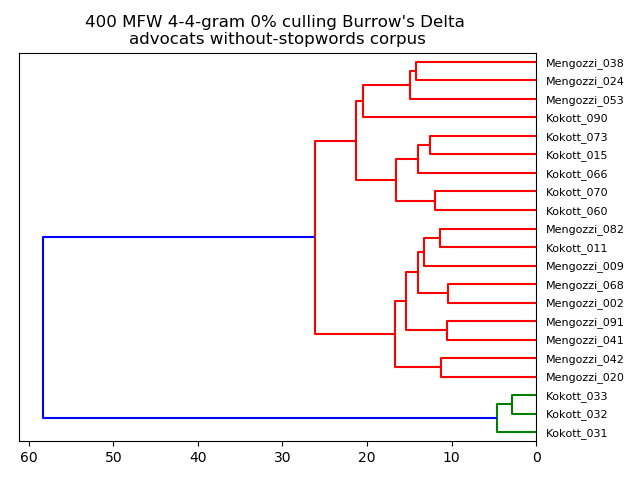 400 MFW 4-4-gram 0% culling Burrow's Delta
advocats without-stopwords corpus
Mengozzi_038
Mengozzi_024
Mengozzi_053
Kokott_090
Kokott_073
Kokott_015
Kokott_066
Kokott_070
Kokott_060
Mengozzi_082
Kokott_011
Mengozzi_009
Mengozzi_068
Mengozzi_002
Mengozzi_091
Mengozzi_041
Mengozzi_042
Mengozzi_020
Kokott_033
Kokott_032
Kokott_031
60 50 40 30 20 10 0